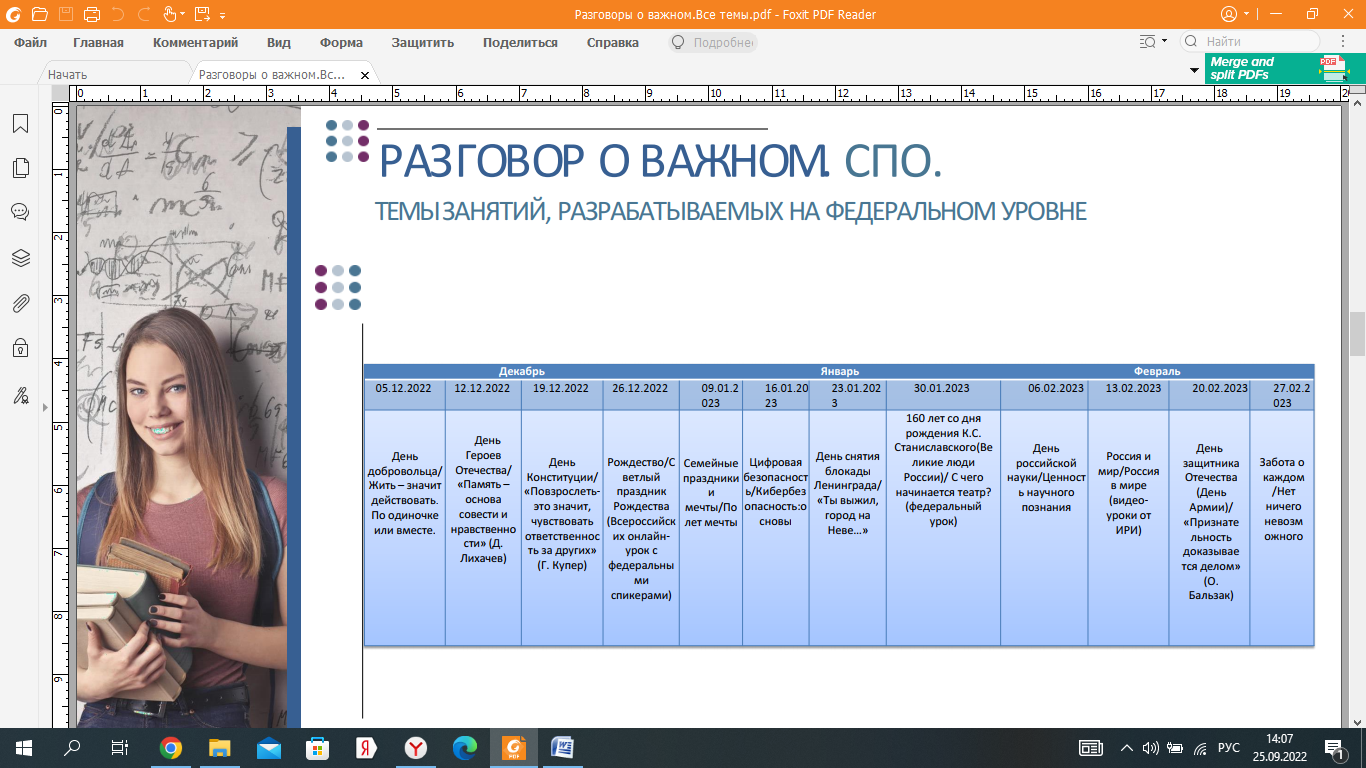 Разговоры о важном.Все темы.pdf - Foxit PDF Reader
Файл Главная Комментарий Вид Форма Защитить Поделиться Справка Подробнее Найти
Начать Разговоры о важном.Вс...
Merge and
split PDFs
РАЗГОВОР О ВАЖНОМ. СПО.
ТЕМЫ ЗАНЯТИЙ, РАЗРАБАТЫВАЕМЫХ НА ФЕДЕРАЛЬНОМ УРОВНЕ
Декабрь Январь Февраль
05.12.2022
12.12.2022
19.12.2022
26.12.2022
09.01.2
023
16.01.20
23
23.01.202
3
30.01.2023
06.02.2023
13.02.2023
20.02.2023
27.02.2
023
День
добровольца/
Жить – значит
действовать.
По одиночке
или вместе.
День
Героев
Отечества/
«Память –
основа
совести и
нравственно
сти» (Д.
Лихачев)
День
Конституции/
«Повзрослеть-
это значит,
чувствовать
ответственнос
ть за других»
(Г. Купер)
Рождество/С
ветлый
праздник
Рождества
(Всероссийск
их онлайн-
урок с
федеральны
ми
спикерами)
Семейные
праздники
и
мечты/По
лет мечты
Цифровая
безопасност
ь/Кибербез
опасность:о
сновы
День снятия
блокады
Ленинграда/
«Ты выжил,
город на
Неве...»
160 лет со дня
рождения К.С.
Станиславского(Ве
ликие люди
России)/ С чего
начинается театр?
(федеральный
урок)
День
российской
науки/Ценност
ь научного
познания
Россия и
мир/Россия
в мире
(видео-
уроки от
ИРИ)
День
защитника
Отечества
(День
Армии)/
«Признате
льность
доказывае
тся делом»
(О.
Бальзак)
Забота о
каждом
/Нет
ничего
невозм
ожного
РУС
14:07
25.09.2022